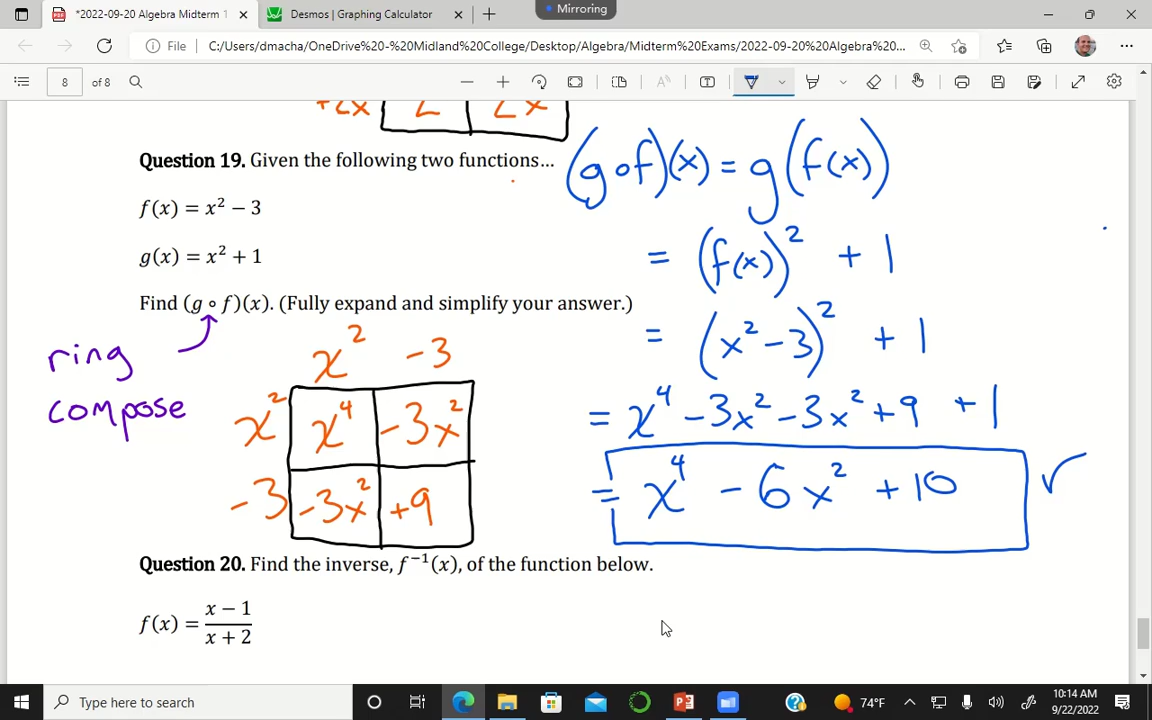 Mirroring
*2022-09-20 Algebra Midterm
Desmos | Graphing Calculator
File C:/Users/dmacha/OneDrive%20-%20Midland%20College/Desktop/Algebra/Midterm%20Exams/2022-09-20%20Algebra%20...
8 of 8
+2x 2 2x
Question 19. Given the following two functions...
(g o f)(x) = g(f(x))
f(x) = x² − 3
= (f(x))² + 1
g(x) = x² + 1
Find (g ∘ f)(x). (Fully expand and simplify your answer.)
= (x² − 3)² + 1
ring
compose
x² −3
x² x⁴ −3x²
−3 −3x² +9
= x⁴ − 3x² − 3x² + 9 + 1
= x⁴ − 6x² + 10 ✓
Question 20. Find the inverse, f⁻¹(x), of the function below.
f(x) = x − 1
x + 2
Type here to search
74°F
10:14 AM
9/22/2022